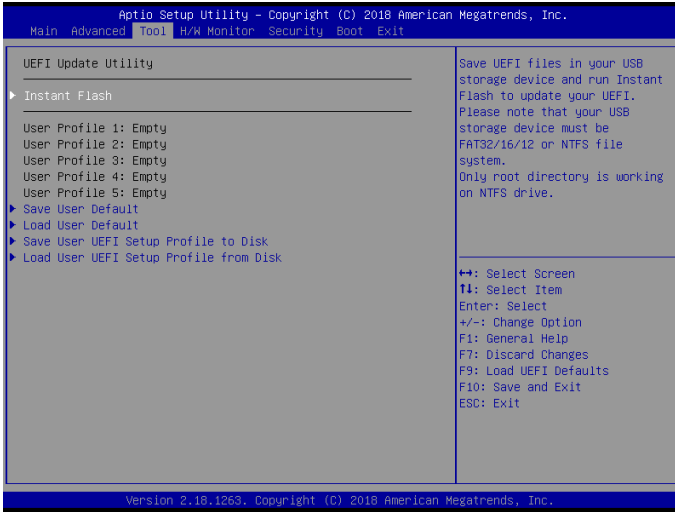 Aptio Setup Utility – Copyright (C) 2018 American Megatrends, Inc.
Main Advanced Tool H/W Monitor Security Boot Exit
UEFI Update Utility
Instant Flash
User Profile 1: Empty
User Profile 2: Empty
User Profile 3: Empty
User Profile 4: Empty
User Profile 5: Empty
Save User Default
Load User Default
Save User UEFI Setup Profile to Disk
Load User UEFI Setup Profile from Disk
Save UEFI files in your USB
storage device and run Instant
Flash to update your UEFI.
Please note that your USB
storage device must be
FAT32/16/12 or NTFS file
system.
Only root directory is working
on NTFS drive.
↔: Select Screen
↑↓: Select Item
Enter: Select
+/-: Change Option
F1: General Help
F7: Discard Changes
F9: Load UEFI Defaults
F10: Save and Exit
ESC: Exit
Version 2.18.1263. Copyright (C) 2018 American Megatrends, Inc.